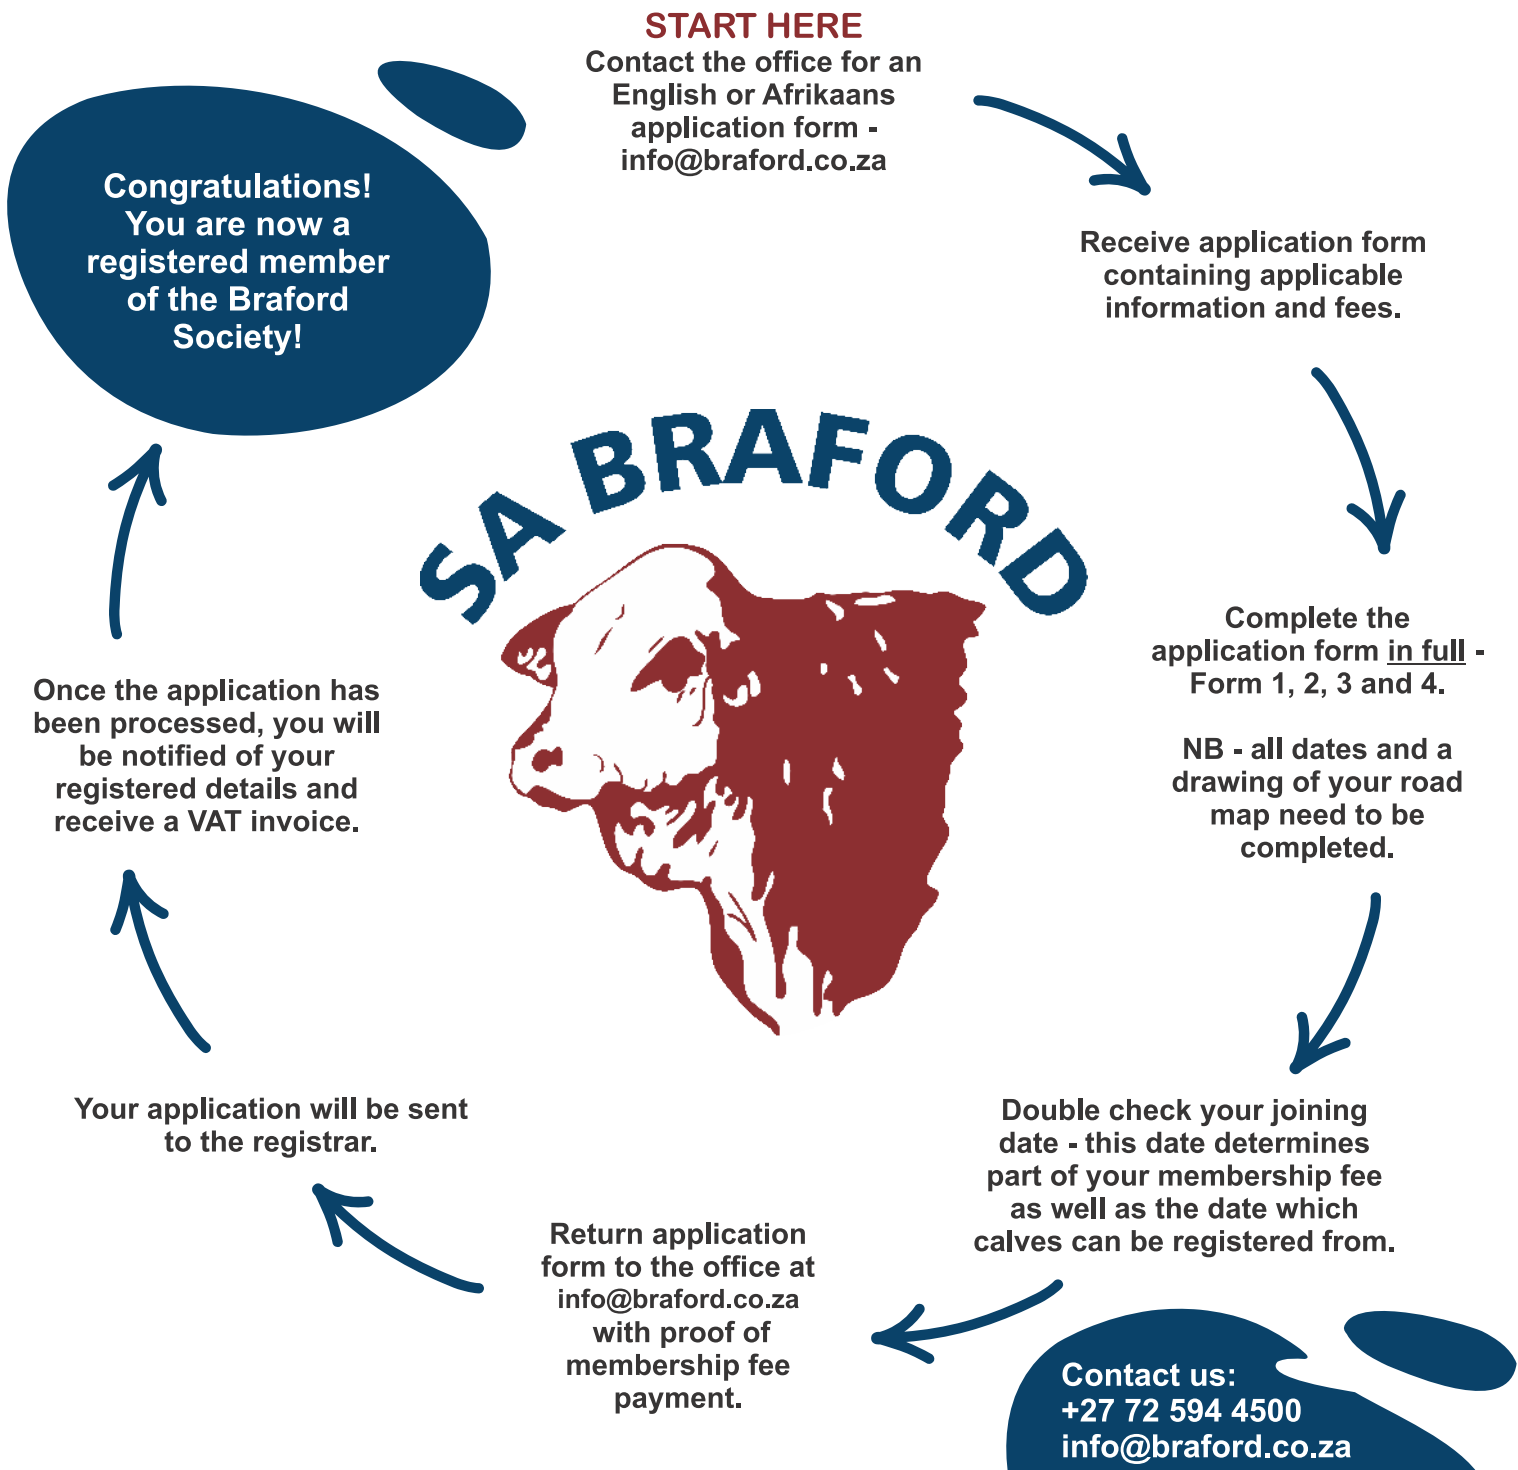 START HERE
Contact the office for an
English or Afrikaans
application form -
info@braford.co.za
Receive application form
containing applicable
information and fees.
Complete the
application form in full -
Form 1, 2, 3 and 4.
NB - all dates and a
drawing of your road
map need to be
completed.
Double check your joining
date - this date determines
part of your membership fee
as well as the date which
calves can be registered from.
Return application
form to the office at
info@braford.co.za
with proof of
membership fee
payment.
Your application will be sent
to the registrar.
Once the application has
been processed, you will
be notified of your
registered details and
receive a VAT invoice.
Congratulations!
You are now a
registered member
of the Braford
Society!
SA BRAFORD
Contact us:
+27 72 594 4500
info@braford.co.za